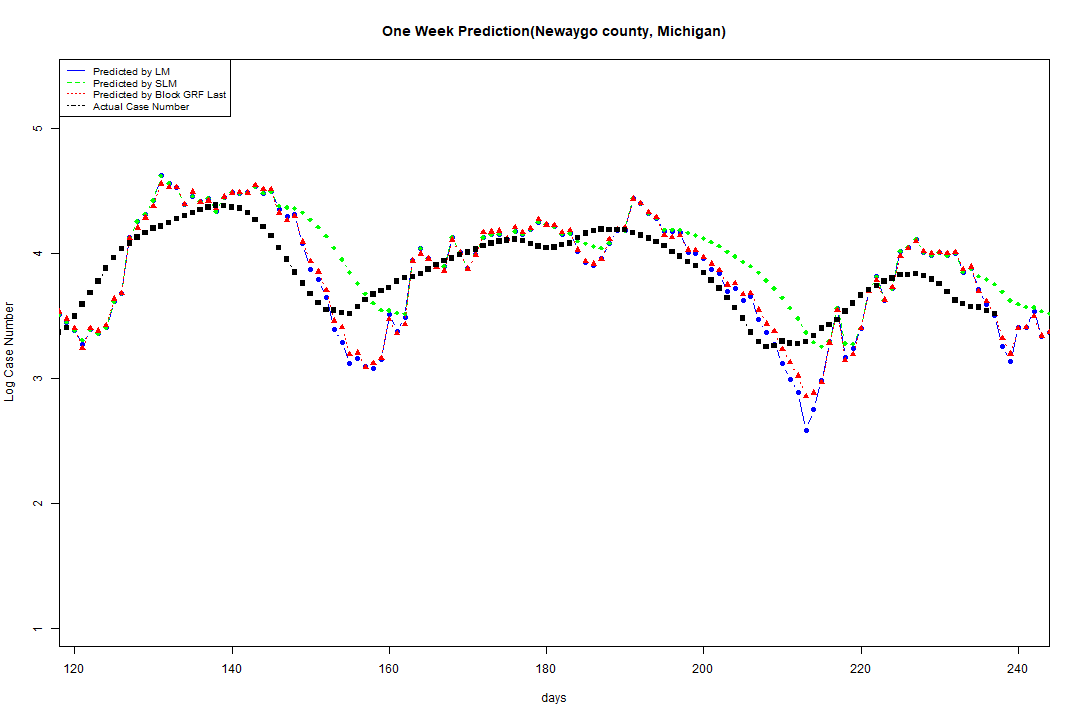 One Week Prediction(Newaygo county, Michigan)
Predicted by LM
Predicted by SLM
Predicted by Block GRF Last
Actual Case Number
5
4
3
2
1
Log Case Number
120 140 160 180 200 220 240
days